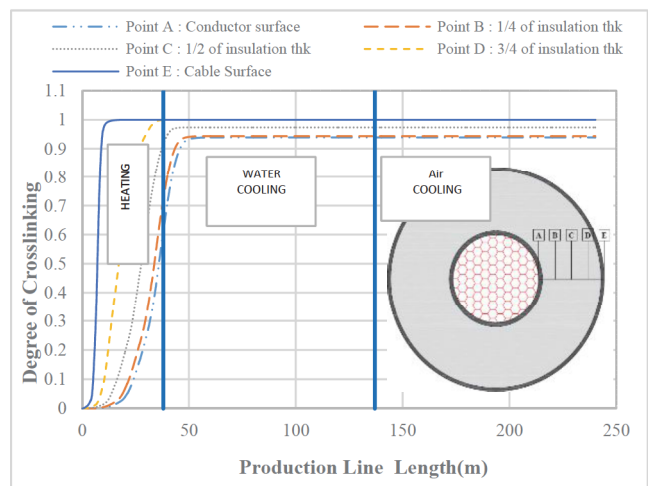 Point A : Conductor surface
Point B : 1/4 of insulation thk
Point C : 1/2 of insulation thk
Point D : 3/4 of insulation thk
Point E : Cable Surface
Degree of Crosslinking
1.1
1
0.9
0.8
0.7
0.6
0.5
0.4
0.3
0.2
0.1
0
HEATING
WATER
COOLING
Air
COOLING
A B C D E
0 50 100 150 200 250
Production Line Length(m)